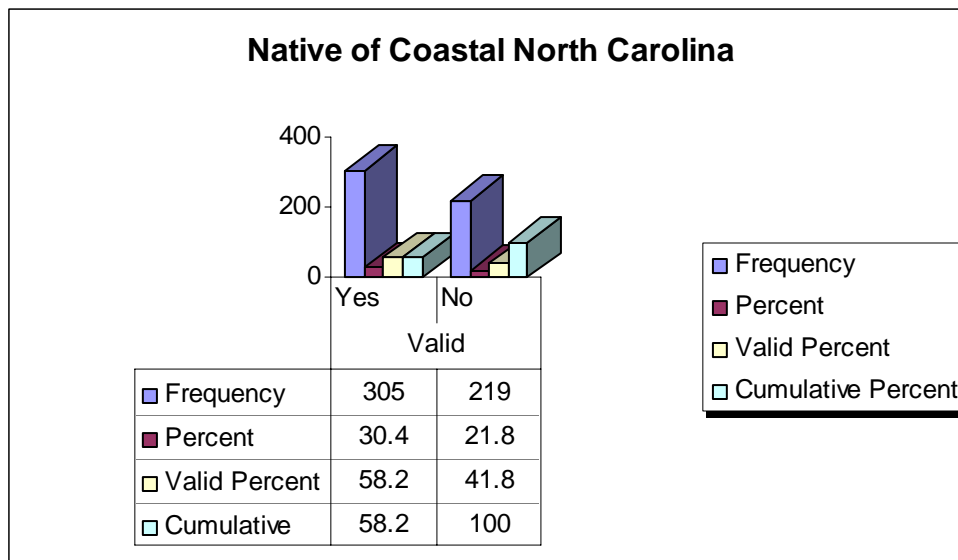 Native of Coastal North Carolina
400
200
0
Yes No
Valid
Frequency 305 219
Percent 30.4 21.8
Valid Percent 58.2 41.8
Cumulative 58.2 100
Frequency
Percent
Valid Percent
Cumulative Percent